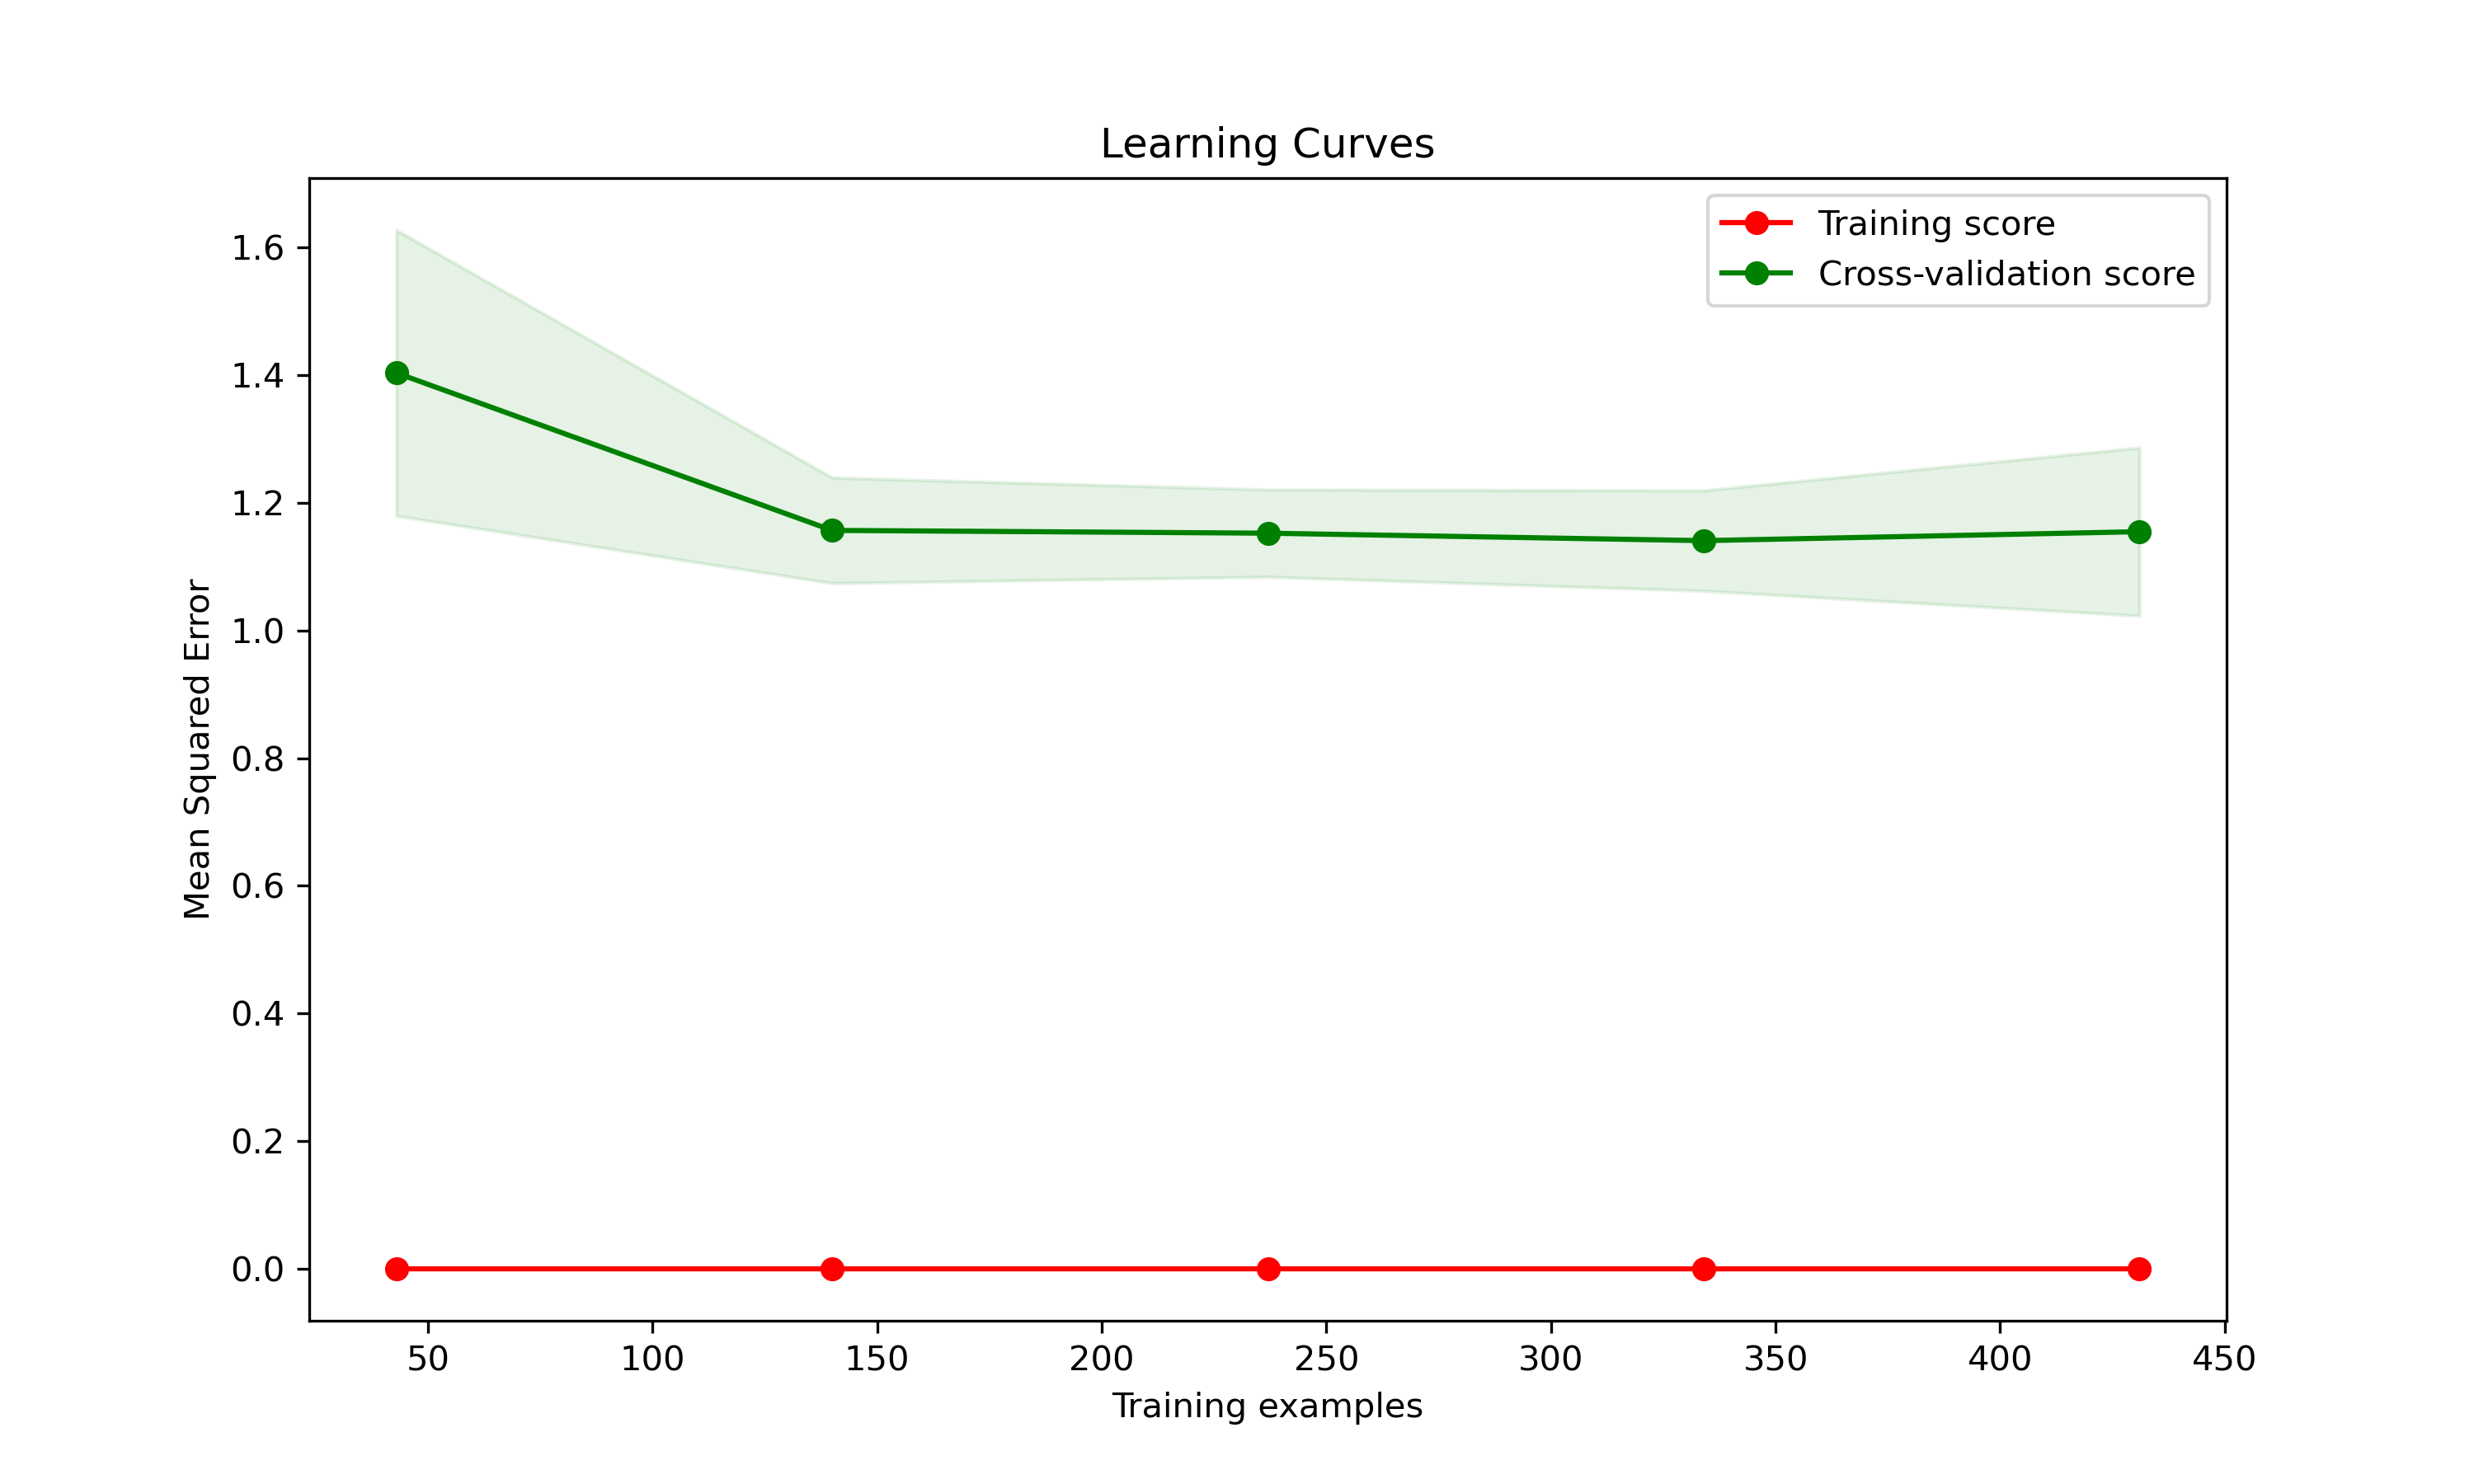 Learning Curves
Training score
Cross-validation score
Mean Squared Error
1.6
1.4
1.2
1.0
0.8
0.6
0.4
0.2
0.0
50 100 150 200 250 300 350 400 450
Training examples